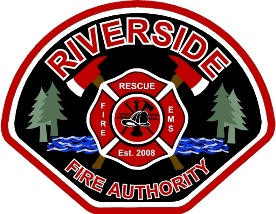 RIVERSIDE
RESCUE
FIRE
EMS
Est. 2008
FIRE AUTHORITY